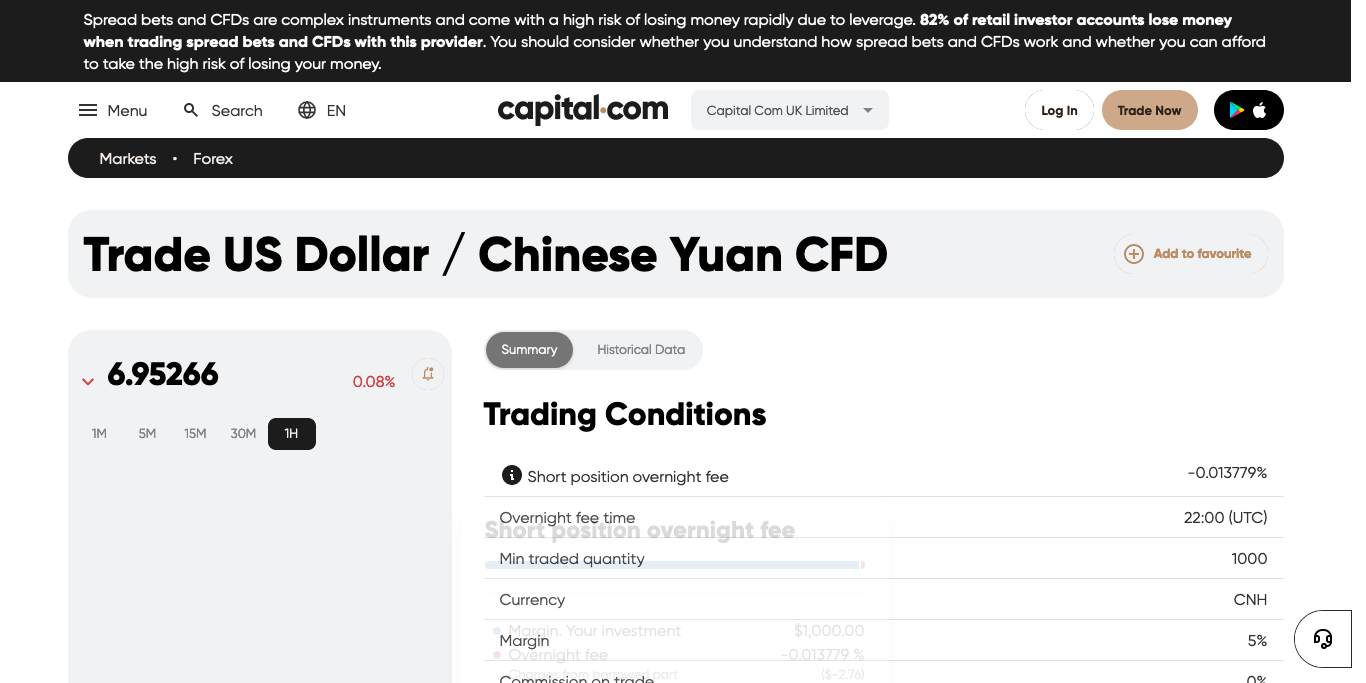 Spread bets and CFDs are complex instruments and come with a high risk of losing money rapidly due to leverage. 82% of retail investor accounts lose money
when trading spread bets and CFDs with this provider. You should consider whether you understand how spread bets and CFDs work and whether you can afford
to take the high risk of losing your money.
Menu Search EN capital.com Capital Com UK Limited Log In Trade Now
Markets • Forex
Trade US Dollar / Chinese Yuan CFD Add to favourite
6.95266 0.08%
1M 5M 15M 30M 1H
Summary Historical Data
Trading Conditions
Short position overnight fee -0.013779%
Overnight fee time 22:00 (UTC)
Short position overnight fee
Min traded quantity 1000
Currency CNH
Margin. Your investment $1,000.00
Margin 5%
Overnight fee -0.013779 %
Charges from borrowed part ($-2.76)
Commission on trade 0%